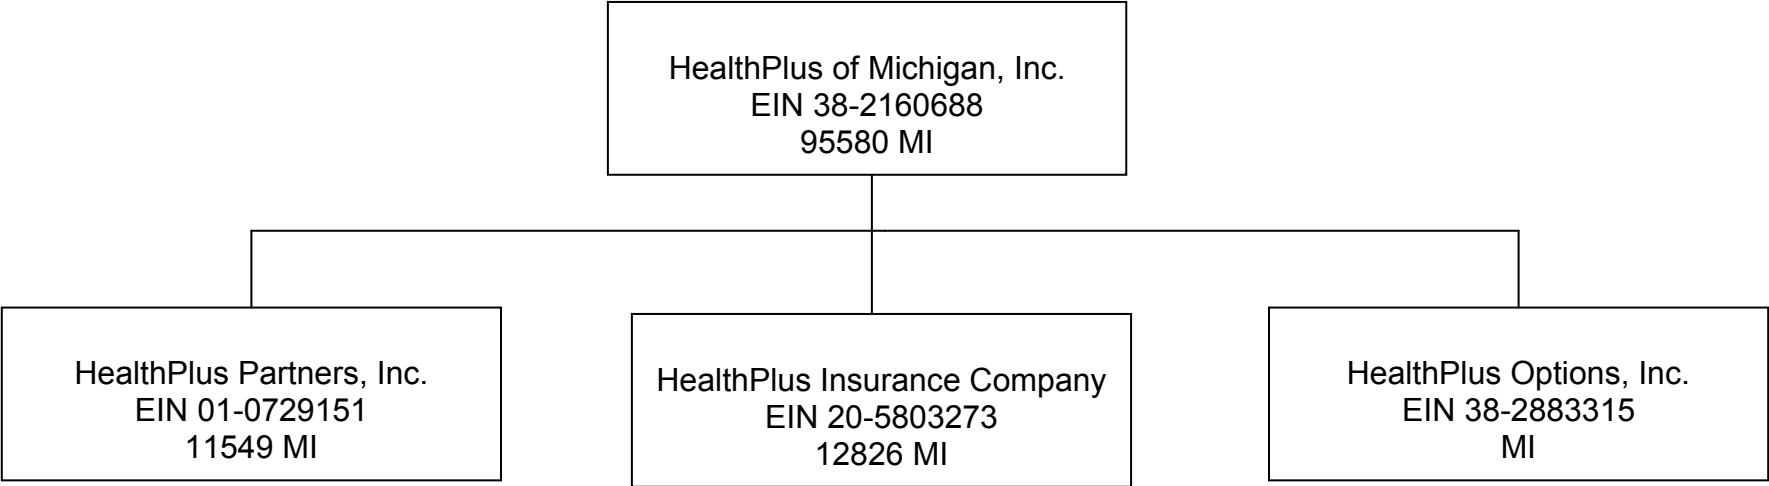 HealthPlus of Michigan, Inc.
EIN 38-2160688
95580 MI
HealthPlus Partners, Inc.
EIN 01-0729151
11549 MI
HealthPlus Insurance Company
EIN 20-5803273
12826 MI
HealthPlus Options, Inc.
EIN 38-2883315
MI